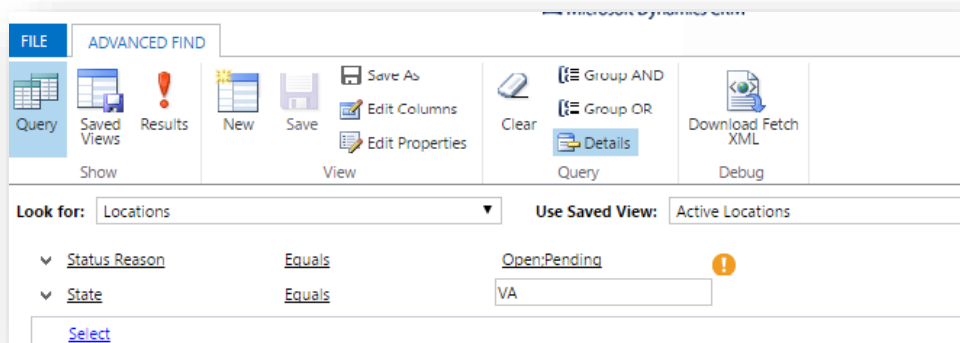 Microsoft Dynamics CRM
FILE ADVANCED FIND
Query Saved Views Results New Save Save As Edit Columns Edit Properties Clear Group AND Group OR Details Download Fetch XML
Show View Query Debug
Look for: Locations Use Saved View: Active Locations
Status Reason Equals Open;Pending
State Equals VA
Select